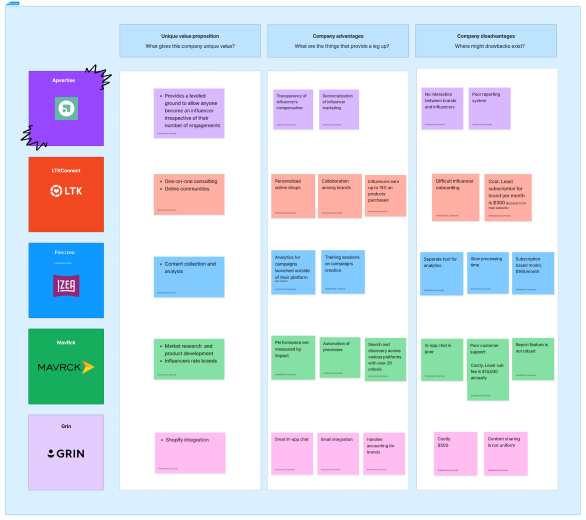 Unique value proposition
What gives this company unique value?
Company advantages
What are the things that provide a leg up?
Company disadvantages
Where might drawbacks exist?
Apvertise
Provides a leveled
ground to allow anyone
become an influencer
irrespective of their
number of engagements
Transparency of
influencer's
compensation
Democratisation of
influencer
marketing
No interaction
between brands
and influencers
Poor reporting
system
LTKConnect
LTK
One-on-one consulting
Online communities
Personalized
online shops
Collaboration
among brands
Influencers earn
up to 15% on
products
purchased
Difficult influencer
onboarding
Cost. Least
subscription for
brand per month
is $300
IZEA
Content collection and
analysis
Analytics for
campaigns
launched outside
of their platform
Training sessions
on campaigns
creation
Separate tool for
analytics
Slow processing
time
Subscription
based model,
MavRck
MAVRCK
Market research and
product development
Influencers rate brands
Performance are
measured by
impact
Automation of
processes
Search and
discovery across
various platforms
with over 20
criteria
In-app chat is
poor
Poor customer
support
Costly. Least sub
fee is $18,000
annually
Report feature is
not robust
Grin
GRIN
Shopify integration
Great in-app chat
Email integration
Handles
accounting for
brands
Costly
$500
Content sharing is
not uniform